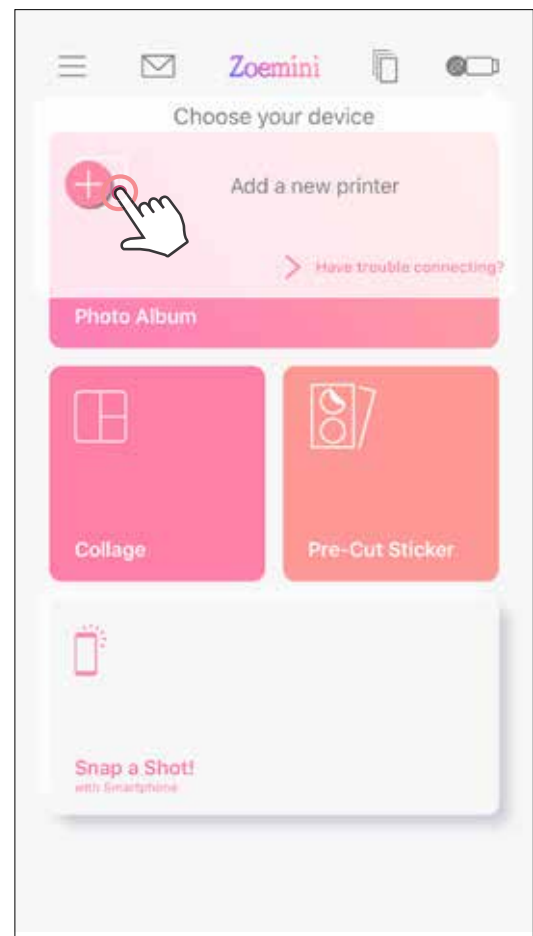 Zoemini
Choose your device
Add a new printer
Have trouble connecting?
Photo Album
Collage
Pre-Cut Sticker
Snap a Shot!
with Smartphone